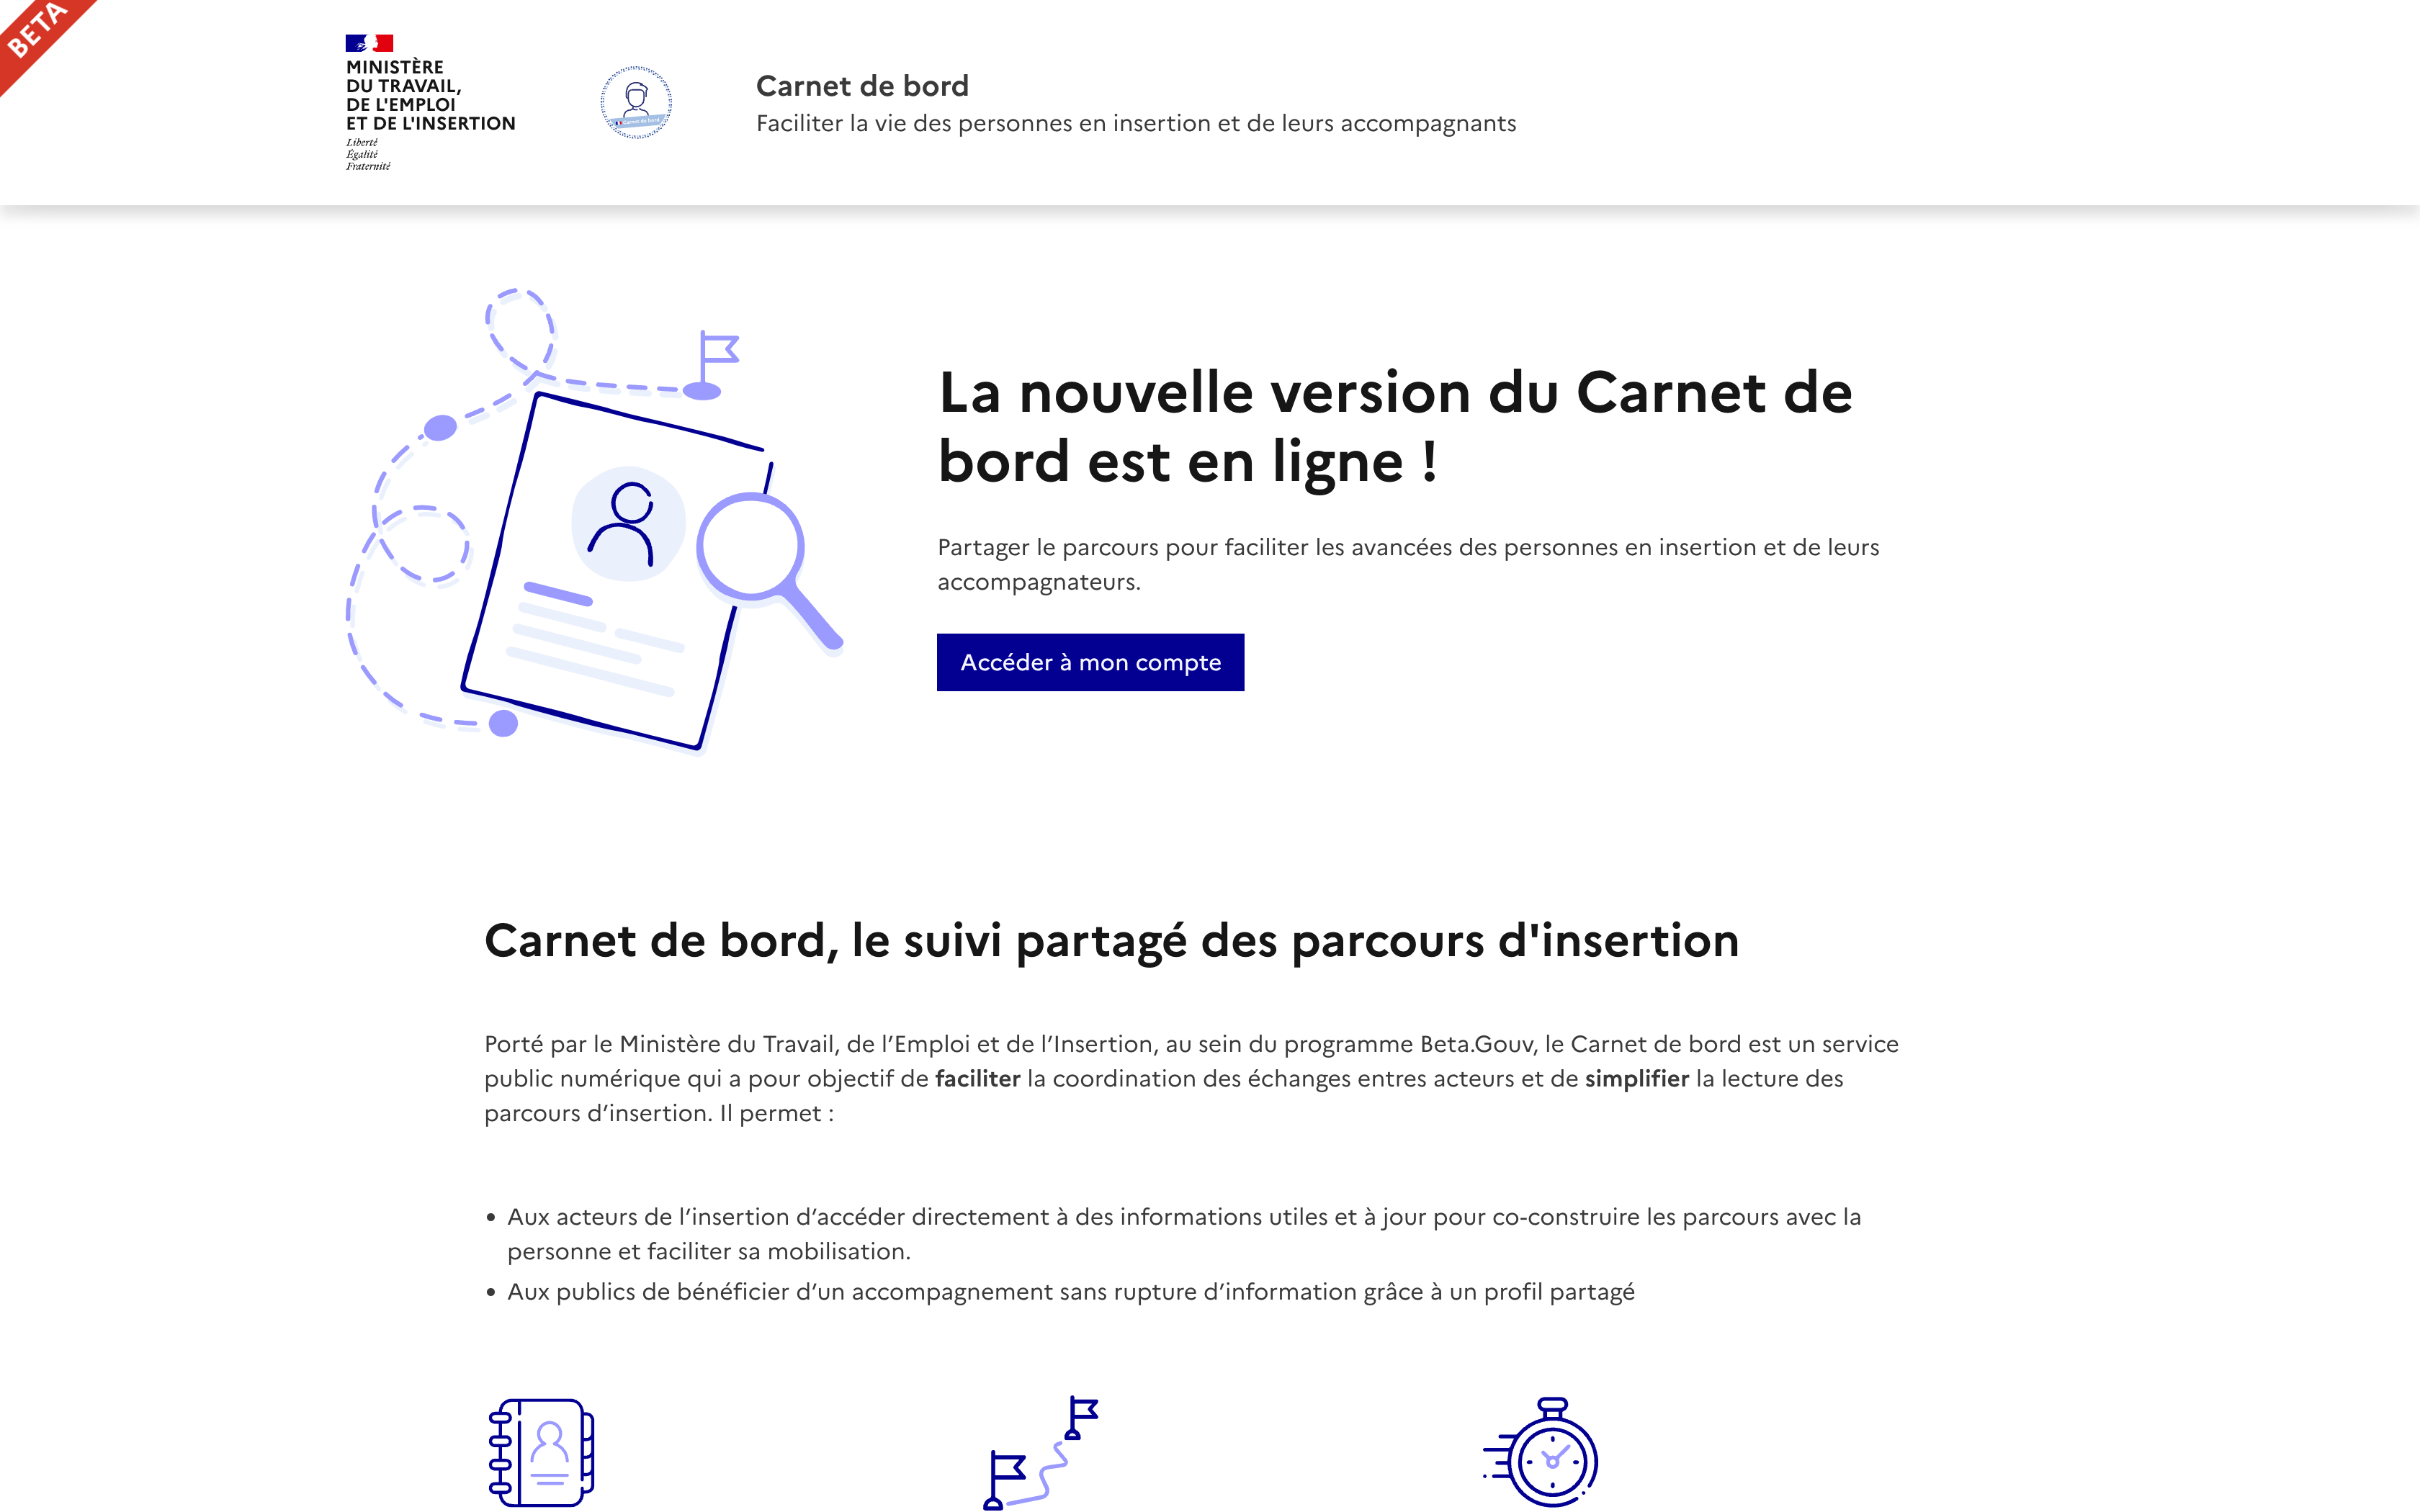 BETA
MINISTÈRE
DU TRAVAIL,
DE L'EMPLOI
ET DE L'INSERTION
Liberté
Égalité
Fraternité
Carnet de bord
Carnet de bord
Faciliter la vie des personnes en insertion et de leurs accompagnants
La nouvelle version du Carnet de
bord est en ligne !
Partager le parcours pour faciliter les avancées des personnes en insertion et de leurs
accompagnateurs.
Accéder à mon compte
Carnet de bord, le suivi partagé des parcours d'insertion
Porté par le Ministère du Travail, de l’Emploi et de l’Insertion, au sein du programme Beta.Gouv, le Carnet de bord est un service
public numérique qui a pour objectif de faciliter la coordination des échanges entres acteurs et de simplifier la lecture des
parcours d’insertion. Il permet :
• Aux acteurs de l’insertion d’accéder directement à des informations utiles et à jour pour co-construire les parcours avec la
personne et faciliter sa mobilisation.
• Aux publics de bénéficier d’un accompagnement sans rupture d’information grâce à un profil partagé